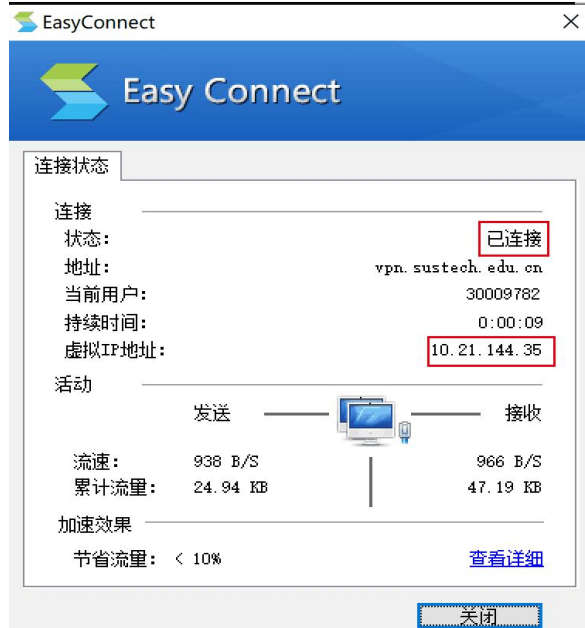 EasyConnect
Easy Connect
连接状态
连接
状态: 已连接
地址: vpn.sustech.edu.cn
当前用户: 30009782
持续时间: 0:00:09
虚拟IP地址: 10.21.144.35
活动
发送 接收
流速: 938 B/S 966 B/S
累计流量: 24.94 KB 47.19 KB
加速效果
节省流量: < 10% 查看详细
关闭